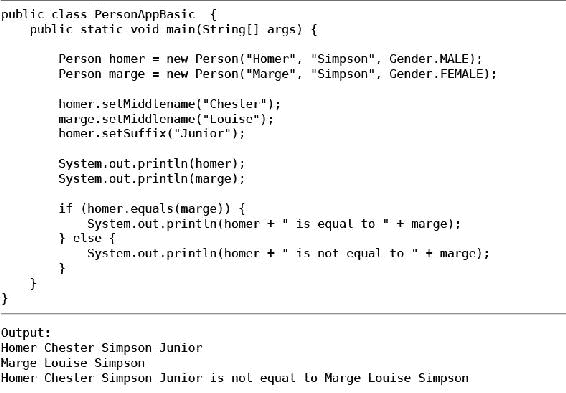 public class PersonAppBasic  {
    public static void main(String[] args) {

        Person homer = new Person("Homer", "Simpson", Gender.MALE);
        Person marge = new Person("Marge", "Simpson", Gender.FEMALE);

        homer.setMiddlename("Chester");
        marge.setMiddlename("Louise");
        homer.setSuffix("Junior");

        System.out.println(homer);
        System.out.println(marge);

        if (homer.equals(marge)) {
            System.out.println(homer + " is equal to " + marge);
        } else {
            System.out.println(homer + " is not equal to " + marge);
        }
    }
}
Output:
Homer Chester Simpson Junior
Marge Louise Simpson
Homer Chester Simpson Junior is not equal to Marge Louise Simpson